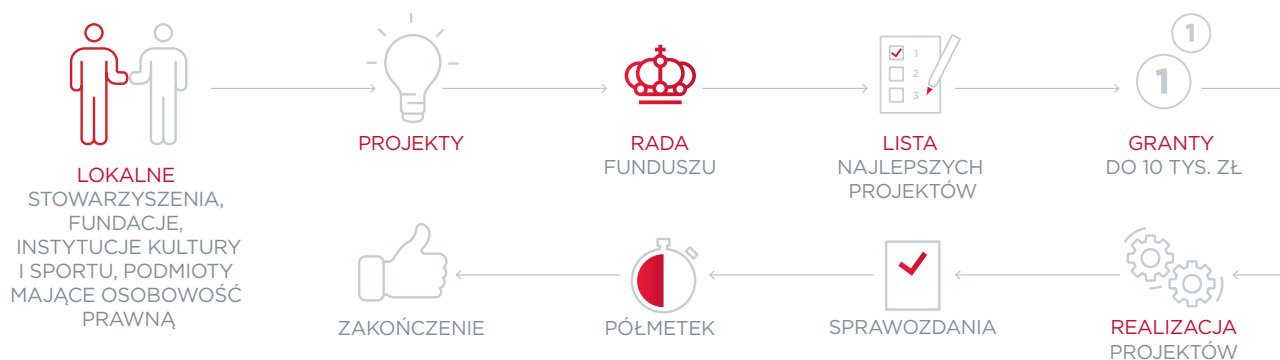 LOKALNE
STOWARZYSZENIA,
FUNDACJE,
INSTYTUCJE KULTURY
I SPORTU, PODMIOTY
MAJĄCE OSOBOWOŚĆ
PRAWNĄ
PROJEKTY
RADA
FUNDUSZU
1
2
3
LISTA
NAJLEPSZYCH
PROJEKTÓW
1
1
GRANTY
DO 10 TYS. ZŁ
REALIZACJA
PROJEKTÓW
SPRAWOZDANIA
PÓŁMETEK
ZAKOŃCZENIE